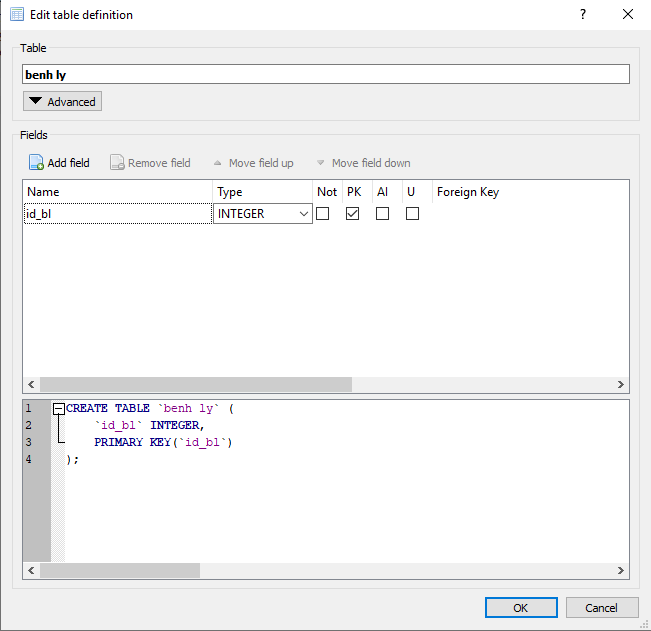 Edit table definition
?
Table
benh ly
Advanced
Fields
Add field Remove field Move field up Move field down
Name Type Not PK AI U Foreign Key
id_bl INTEGER
1 CREATE TABLE `benh ly` (
2 `id_bl` INTEGER,
3 PRIMARY KEY(`id_bl`)
4 );
OK Cancel